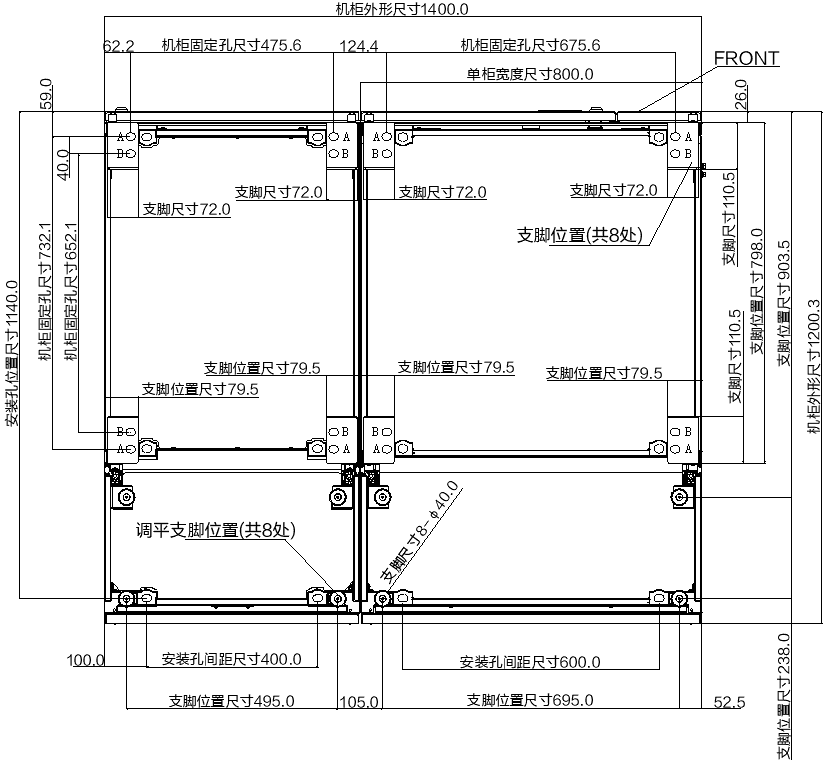 机柜外形尺寸1400.0
62.2
机柜固定孔尺寸475.6
124.4
机柜固定孔尺寸675.6
单柜宽度尺寸800.0
FRONT
59.0
26.0
A
A
A
A
40.0
B
B
B
B
支脚尺寸72.0
支脚尺寸72.0
支脚尺寸72.0
支脚尺寸72.0
支脚位置(共8处)
安装孔位置尺寸1140.0
机柜固定孔尺寸732.1
机柜固定孔尺寸652.1
支脚尺寸110.5
支脚尺寸110.5
支脚位置尺寸798.0
支脚位置尺寸903.5
机柜外形尺寸1200.3
支脚位置尺寸79.5
支脚位置尺寸79.5
支脚位置尺寸79.5
支脚位置尺寸79.5
B
B
B
B
A
A
A
A
调平支脚位置(共8处)
支脚尺寸8-φ40.0
100.0
安装孔间距尺寸400.0
安装孔间距尺寸600.0
支脚位置尺寸495.0
105.0
支脚位置尺寸695.0
52.5
支脚位置尺寸238.0